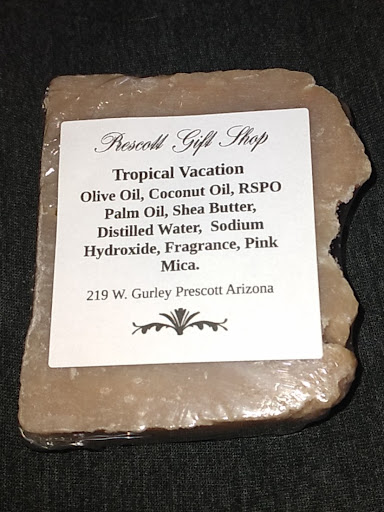 Prescott Gift Shop
Tropical Vacation
Olive Oil, Coconut Oil, RSPO
Palm Oil, Shea Butter,
Distilled Water, Sodium
Hydroxide, Fragrance, Pink
Mica.
219 W. Gurley Prescott Arizona